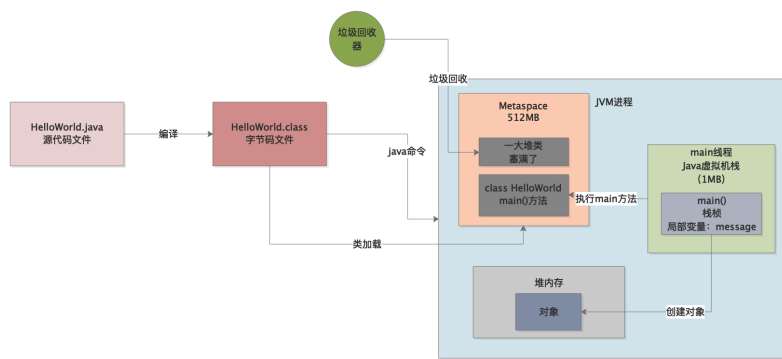 垃圾回收
器
垃圾回收
Metaspace
512MB
JVM进程
HelloWorld.java
源代码文件
编译
HelloWorld.class
字节码文件
java命令
一大堆类
塞满了
class HelloWorld
main()方法
执行main方法
main线程
Java虚拟机栈
（1MB）
main()
栈桢
局部变量：message
类加载
堆内存
对象
创建对象